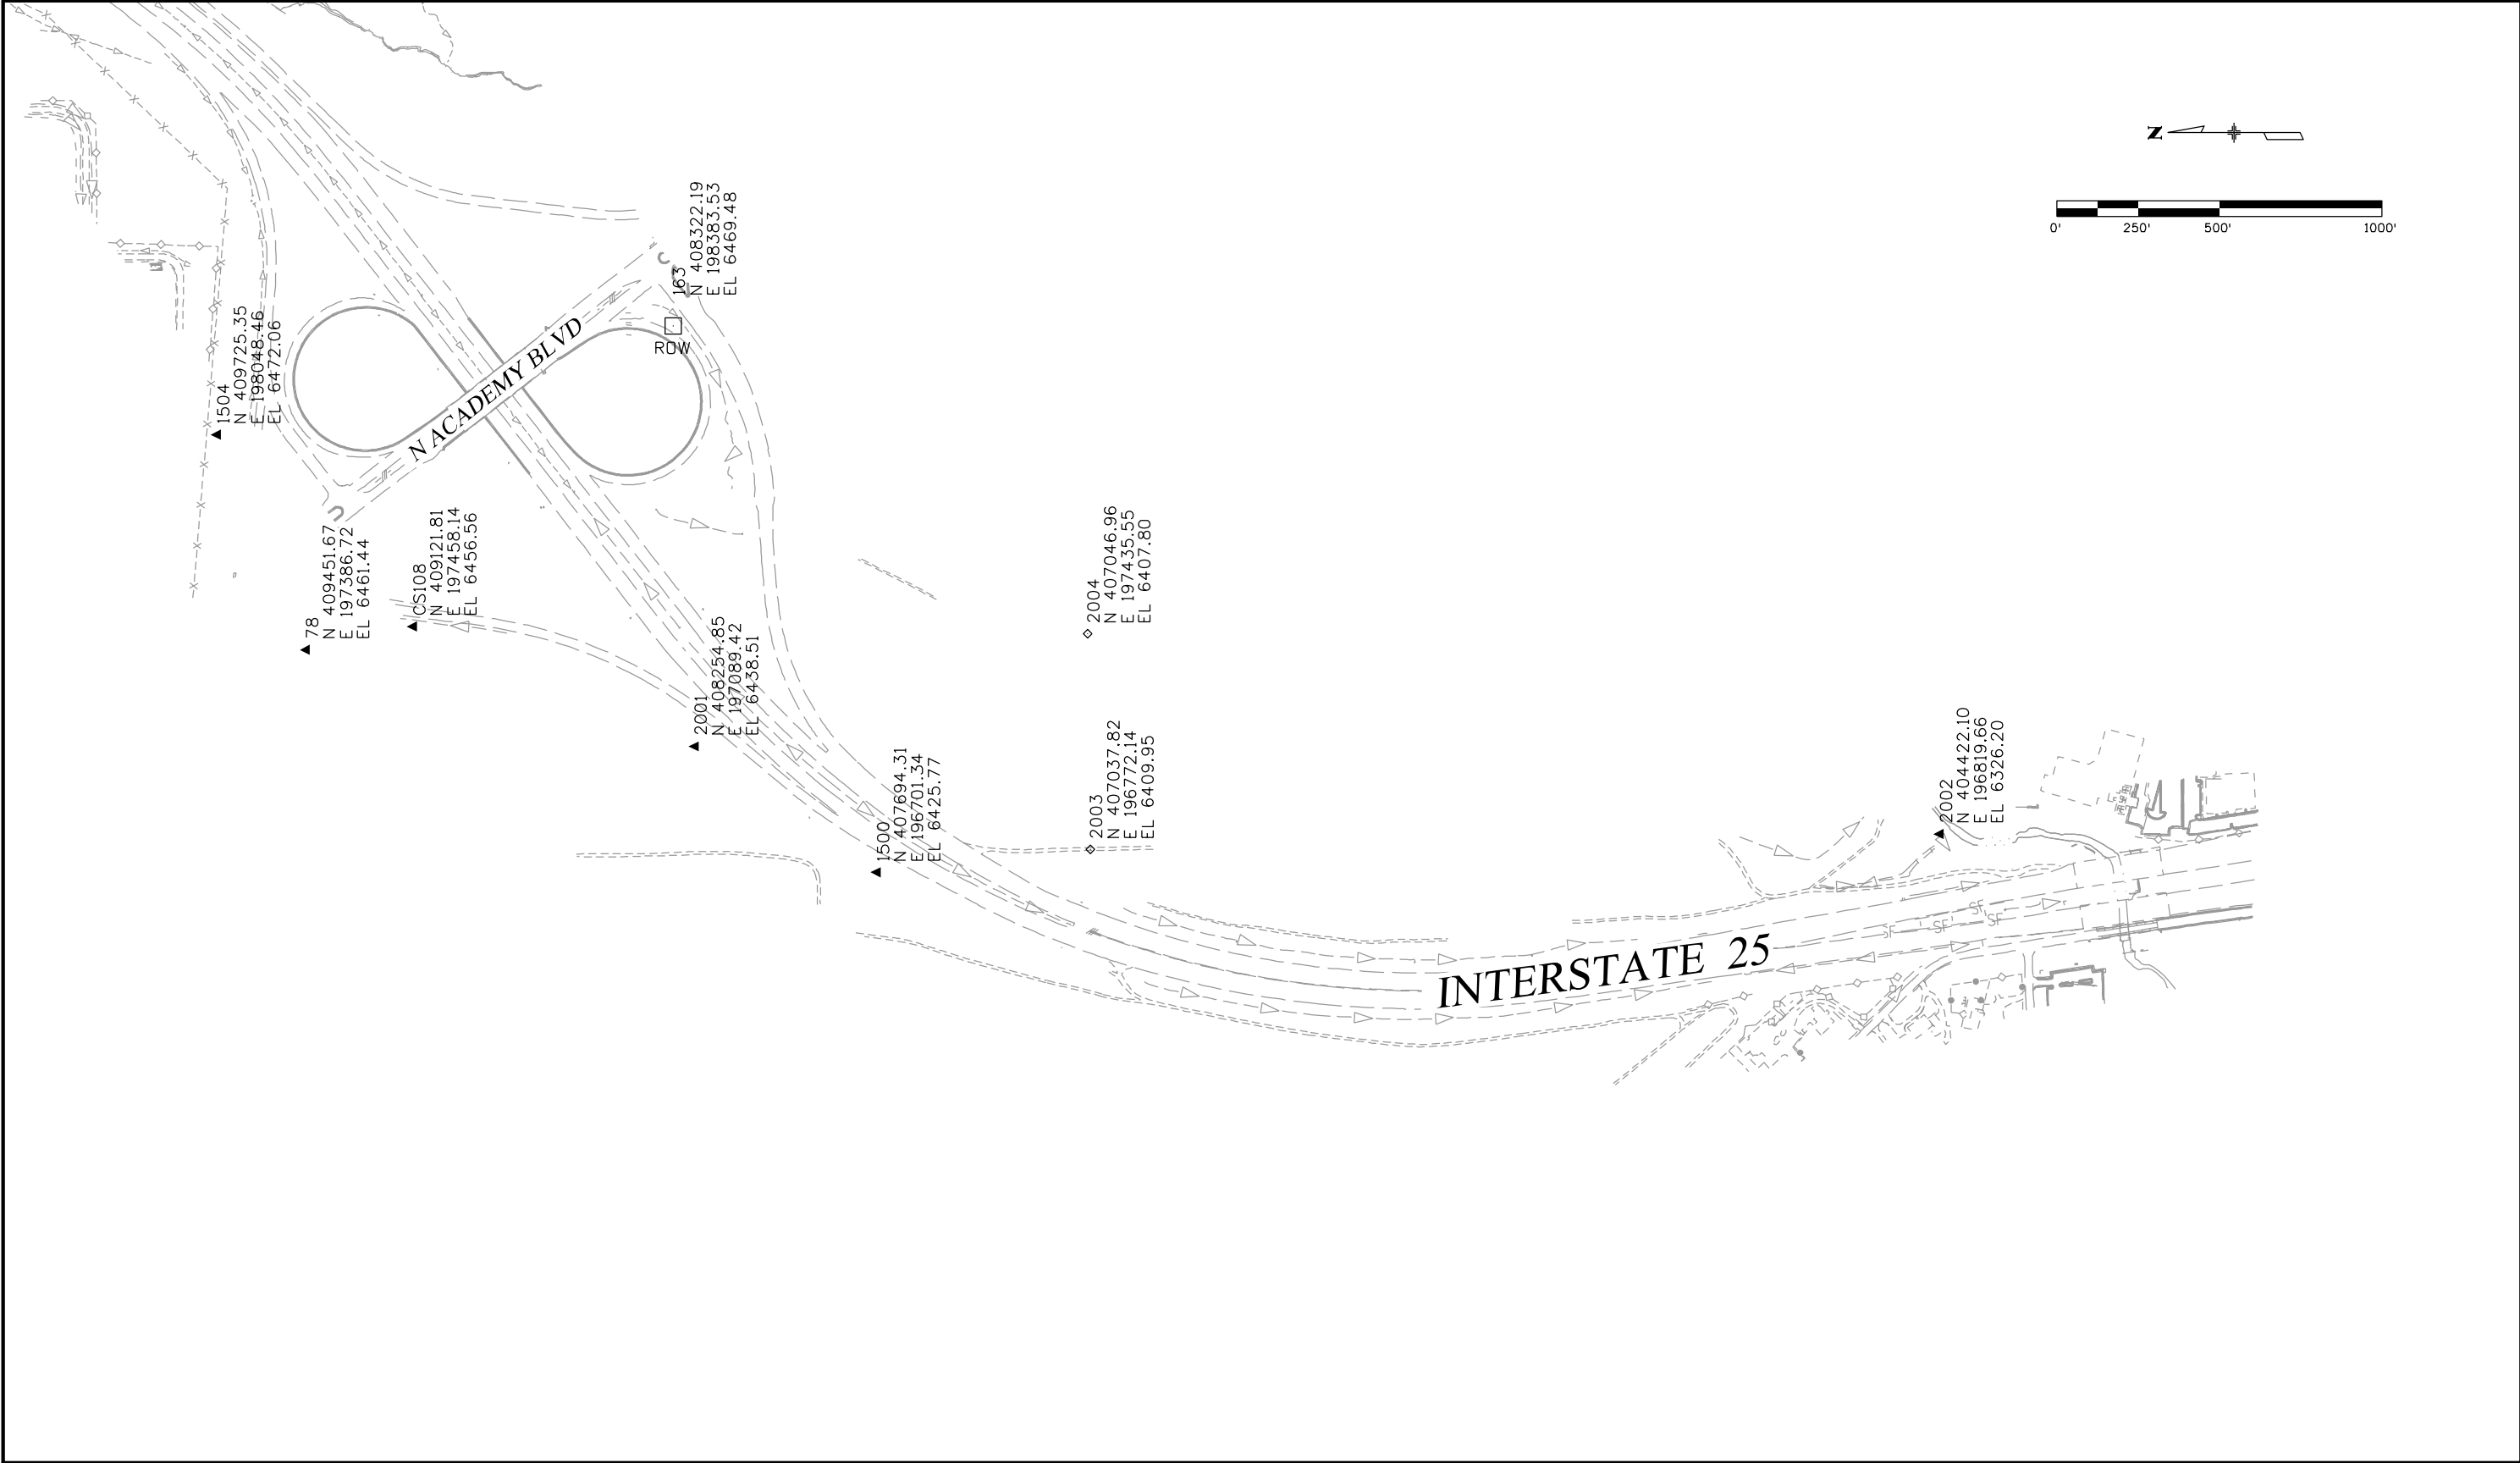 N
0' 250' 500' 1000'
163
N 408322.19
E 198383.53
EL 6469.48
ROW
1504
N 409725.35
E 198048.46
EL 6472.06
N ACADEMY BLVD
78
N 409451.67
E 197386.72
EL 6461.44
CS108
N 409121.81
E 197458.14
EL 6456.56
2004
N 407046.96
E 197435.55
EL 6407.80
2001
N 408254.85
E 197089.42
EL 6438.51
1500
N 407694.31
E 196701.34
EL 6425.77
2003
N 407037.82
E 196772.14
EL 6409.95
2002
N 404422.10
E 196819.66
EL 6326.20
INTERSTATE 25
SF
SF
SF
SF